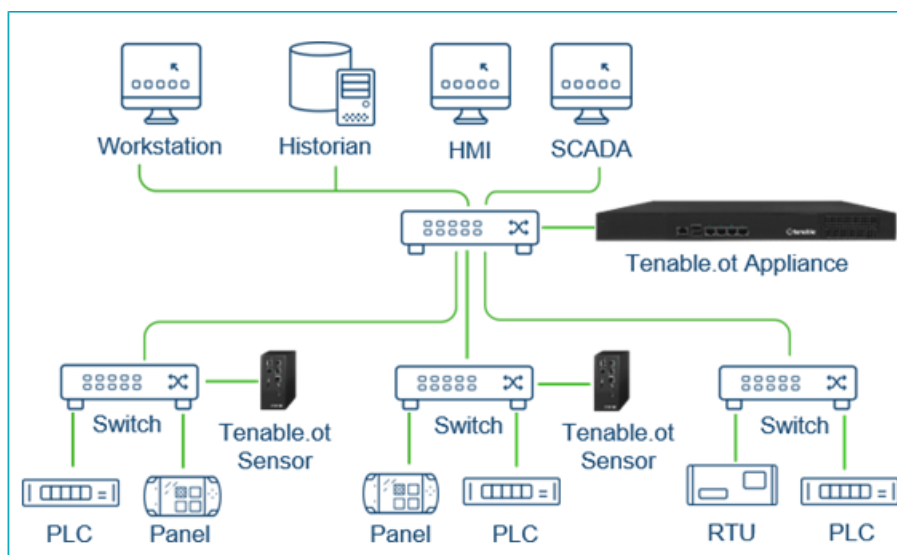 Workstation
Historian
HMI
SCADA
tenable
Tenable.ot Appliance
Switch
Tenable.ot
Sensor
Switch
Tenable.ot
Sensor
Switch
PLC
Panel
Panel
PLC
RTU
PLC